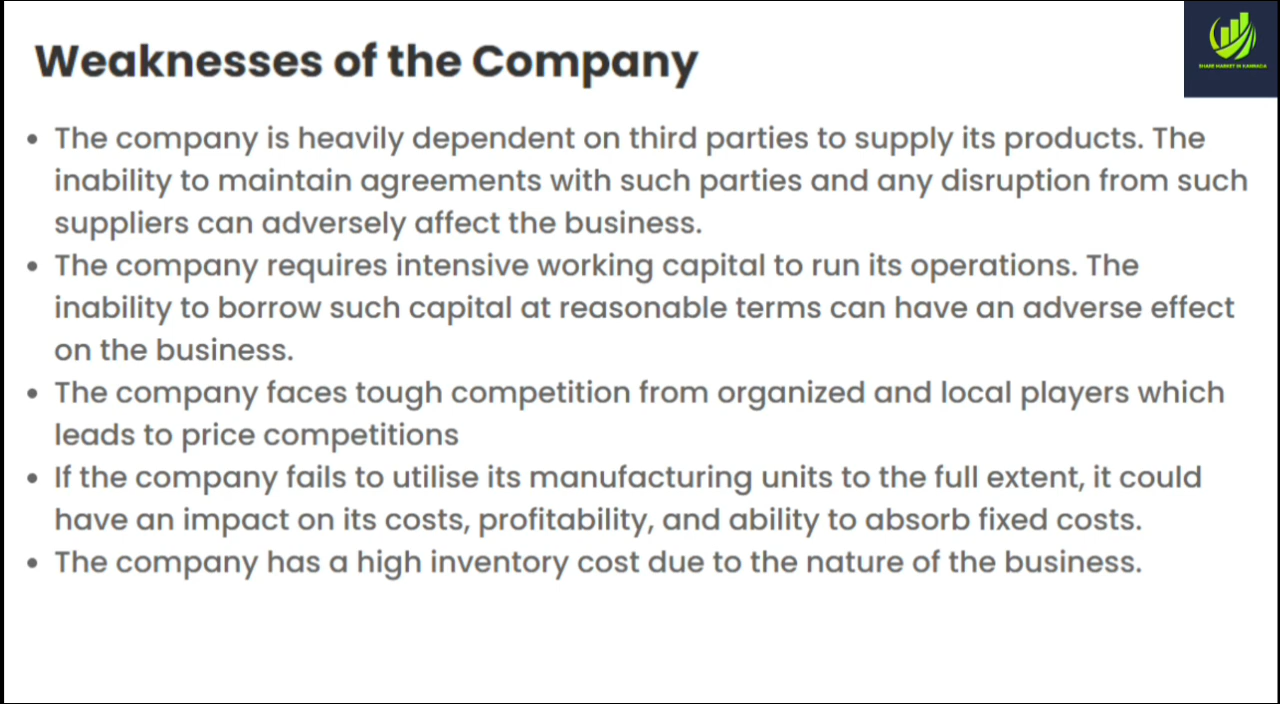 Weaknesses of the Company
SHARE MARKET IN KANNADA
• The company is heavily dependent on third parties to supply its products. The
inability to maintain agreements with such parties and any disruption from such
suppliers can adversely affect the business.
• The company requires intensive working capital to run its operations. The
inability to borrow such capital at reasonable terms can have an adverse effect
on the business.
• The company faces tough competition from organized and local players which
leads to price competitions
• If the company fails to utilise its manufacturing units to the full extent, it could
have an impact on its costs, profitability, and ability to absorb fixed costs.
• The company has a high inventory cost due to the nature of the business.